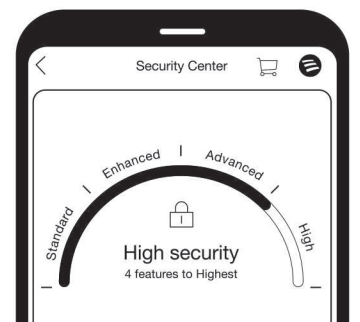 Security Center
Standard
Enhanced
Advanced
High
High security
4 features to Highest